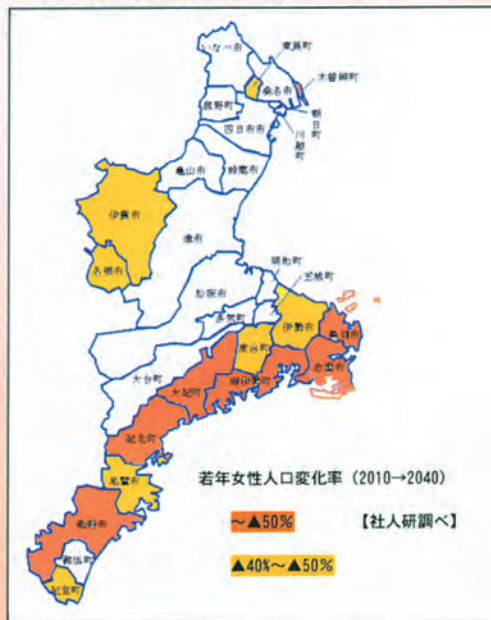 いなべ市
東員町
木曽岬町
桑名市
菰野町
朝日町
川越町
四日市市
亀山市
鈴鹿市
伊賀市
津市
名張市
明和町
玉城町
松阪市
多気町
伊勢市
鳥羽市
度会町
志摩市
大台町
南伊勢町
大紀町
紀北町
尾鷲市
熊野市
御浜町
紀宝町
若年女性人口変化率（2010→2040）
～▲50％ 【社人研調べ】
▲40％～▲50％